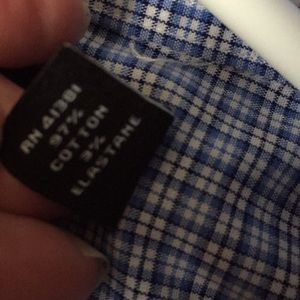 RN 41381
97%
COTTON
3%
ELASTANE